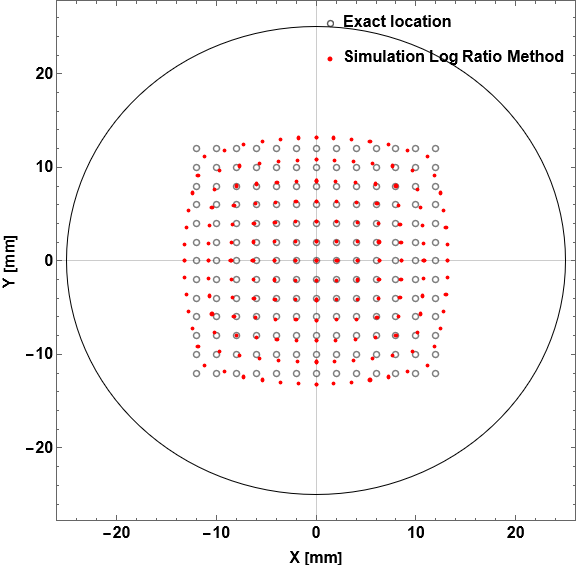 Exact location
Simulation Log Ratio Method
20
10
0
−10
−20
Y [mm]
−20 −10 0 10 20
X [mm]